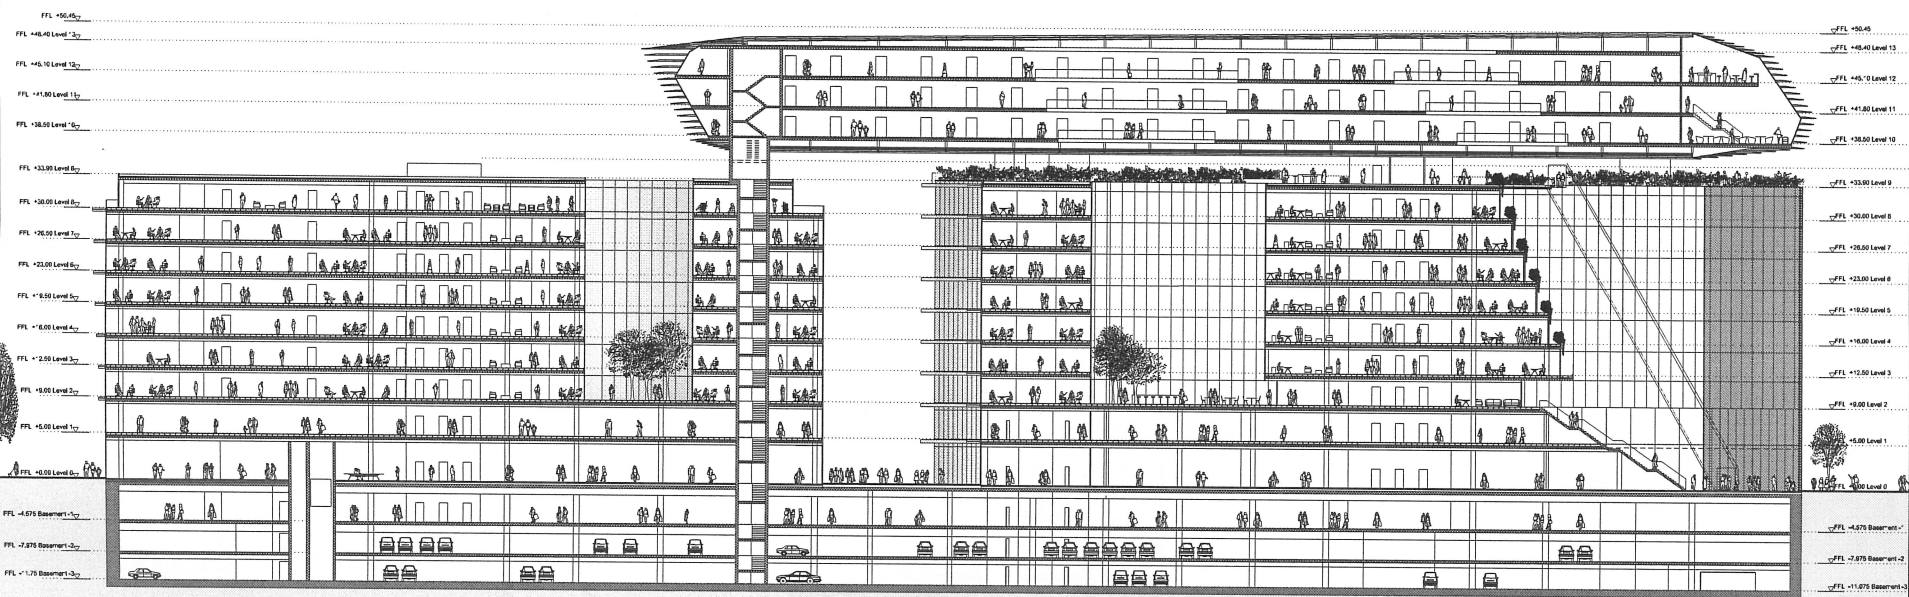 FFL +50.45
FFL +48.40 Level 13
FFL +45.10 Level 12
FFL +41.80 Level 11
FFL +38.50 Level 10
FFL +33.90 Level 9
FFL +30.00 Level 8
FFL +26.50 Level 7
FFL +23.00 Level 6
FFL +19.50 Level 5
FFL +16.00 Level 4
FFL +12.50 Level 3
FFL +9.00 Level 2
FFL +5.00 Level 1
FFL +0.00 Level 0
FFL -4.575 Basement -1
FFL -7.975 Basement -2
FFL -11.75 Basement -3
FFL +50.45
FFL +48.40 Level 13
FFL +45.10 Level 12
FFL +41.80 Level 11
FFL +38.50 Level 10
FFL +33.90 Level 9
FFL +30.00 Level 8
FFL +26.50 Level 7
FFL +23.00 Level 6
FFL +19.50 Level 5
FFL +16.00 Level 4
FFL +12.50 Level 3
FFL +9.00 Level 2
FFL +5.00 Level 1
FFL Level 0
FFL -4.575 Basement -1
FFL -7.975 Basement -2
FFL -11.075 Basement -3